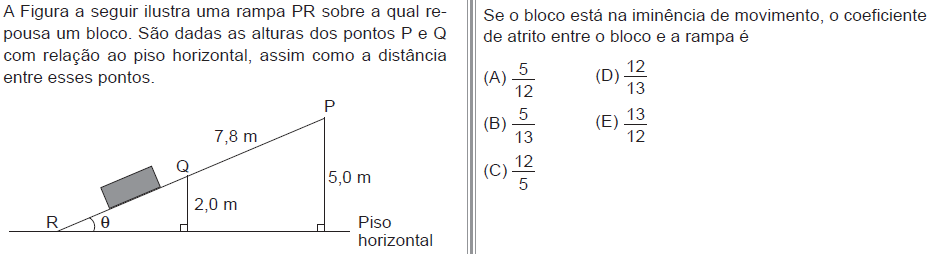 A Figura a seguir ilustra uma rampa PR sobre a qual re-
pousa um bloco. São dadas as alturas dos pontos P e Q
com relação ao piso horizontal, assim como a distância
entre esses pontos.
P
7,8 m
Q
5,0 m
2,0 m
R
θ
Piso
horizontal
Se o bloco está na iminência de movimento, o coeficiente
de atrito entre o bloco e a rampa é
(A) 5/12
(B) 5/13
(C) 12/5
(D) 12/13
(E) 13/12